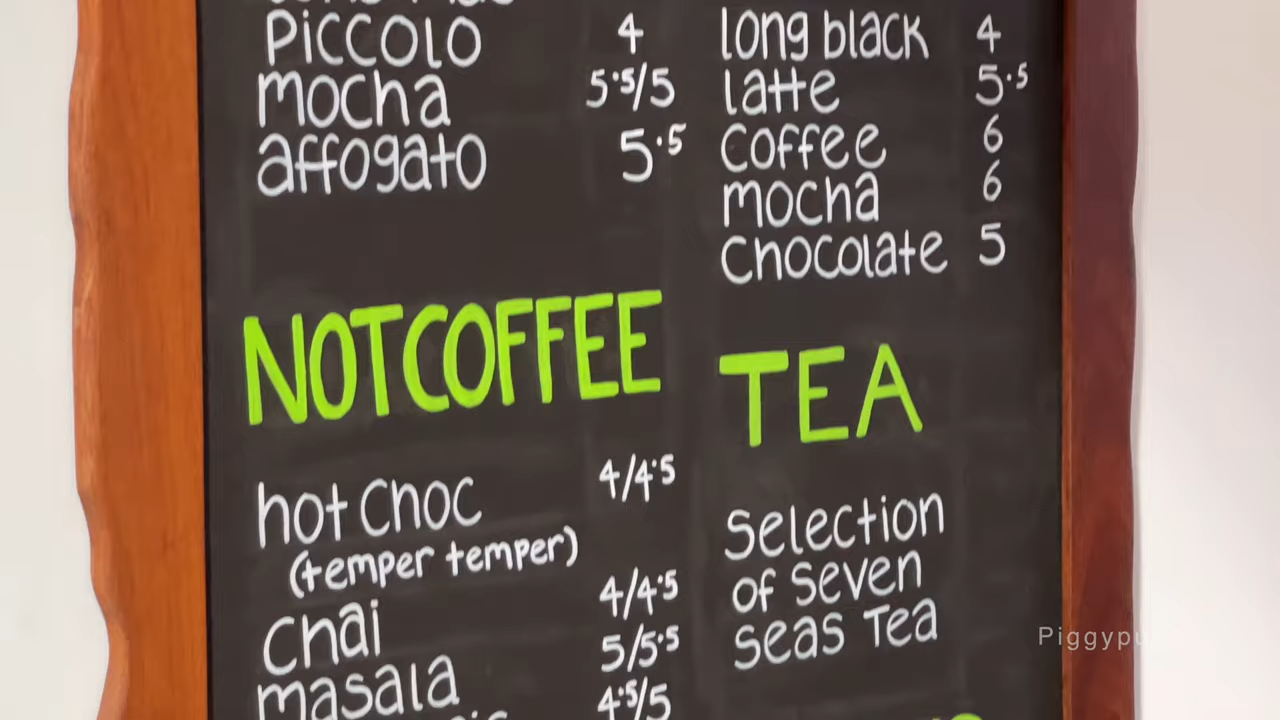 Piccolo 4
mocha 5.5/5
affogato 5.5
NOTCOFFEE
hot choc 4/4.5
(temper temper)
Chai 4/4.5
masala 5/5.5
4.5/5
long black 4
latte 5.5
coffee 6
mocha 6
Chocolate 5
TEA
Selection
of Seven
Seas Tea